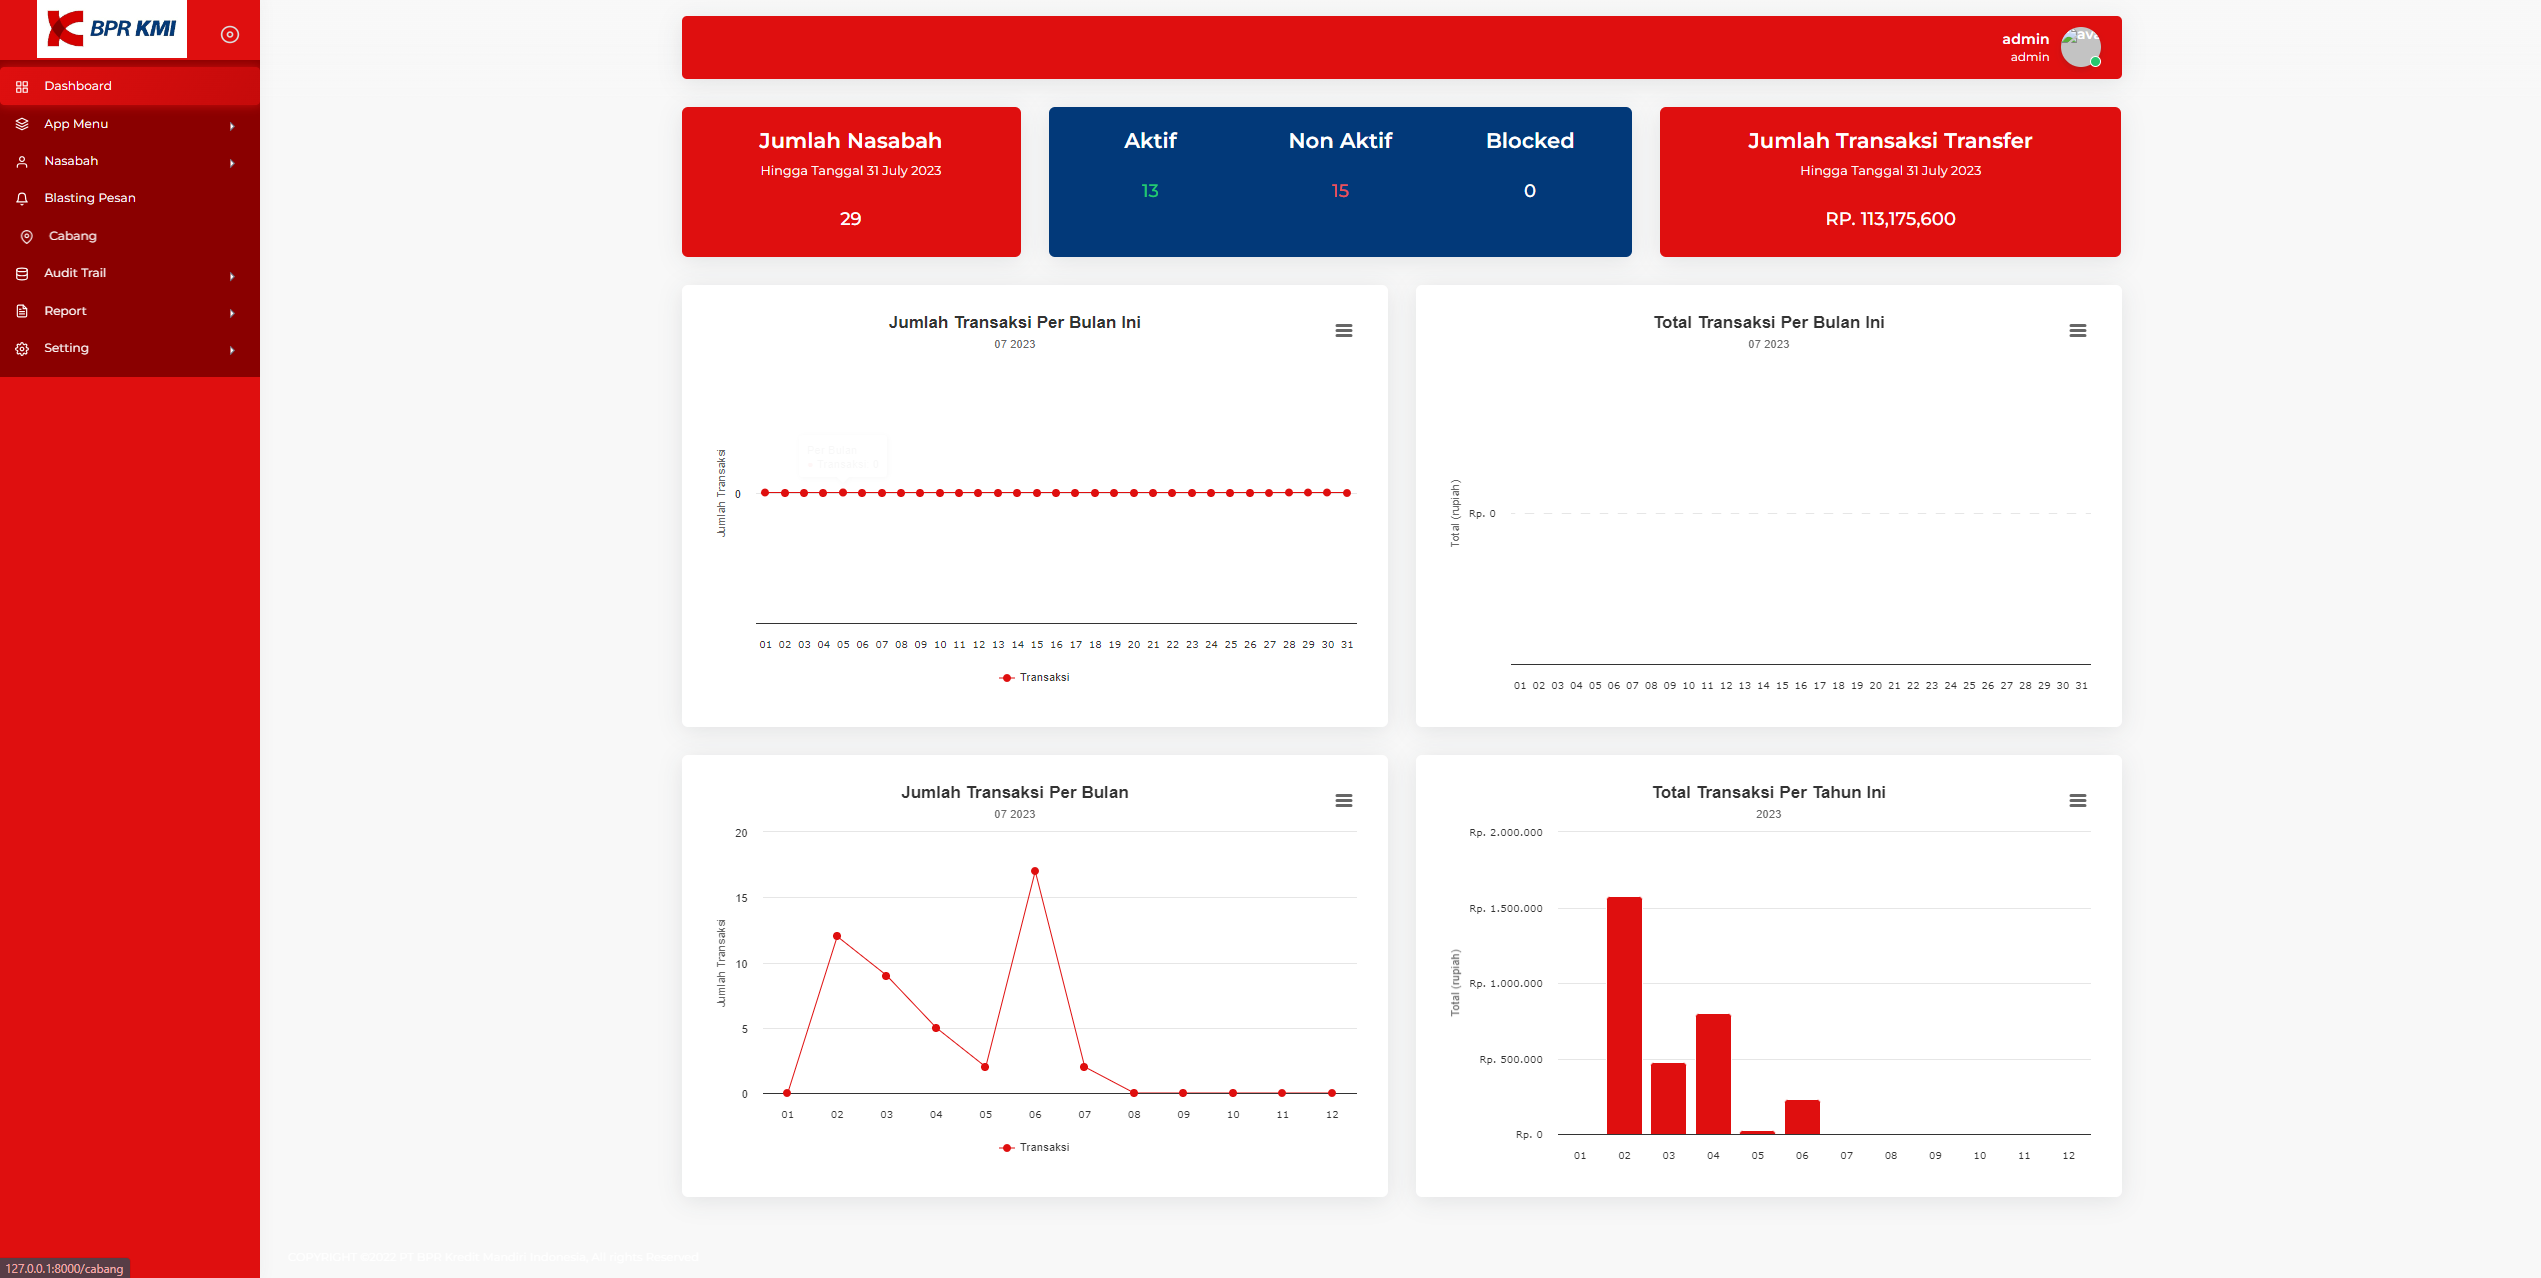 BPR KMI
Dashboard
App Menu
Nasabah
Blasting Pesan
Cabang
Audit Trail
Report
Setting
admin
admin
Jumlah Nasabah
Hingga Tanggal 31 July 2023
29
Aktif
13
Non Aktif
15
Blocked
0
Jumlah Transaksi Transfer
Hingga Tanggal 31 July 2023
RP. 113,175,600
Jumlah Transaksi Per Bulan Ini
07 2023
Jumlah Transaksi
0
01 02 03 04 05 06 07 08 09 10 11 12 13 14 15 16 17 18 19 20 21 22 23 24 25 26 27 28 29 30 31
Transaksi
Total Transaksi Per Bulan Ini
07 2023
Total (rupiah)
Rp. 0
01 02 03 04 05 06 07 08 09 10 11 12 13 14 15 16 17 18 19 20 21 22 23 24 25 26 27 28 29 30 31
Jumlah Transaksi Per Bulan
07 2023
Jumlah Transaksi
20
15
10
5
0
01 02 03 04 05 06 07 08 09 10 11 12
Transaksi
Total Transaksi Per Tahun Ini
2023
Total (rupiah)
Rp. 2.000.000
Rp. 1.500.000
Rp. 1.000.000
Rp. 500.000
Rp. 0
01 02 03 04 05 06 07 08 09 10 11 12
127.0.0.1:8000/cabang